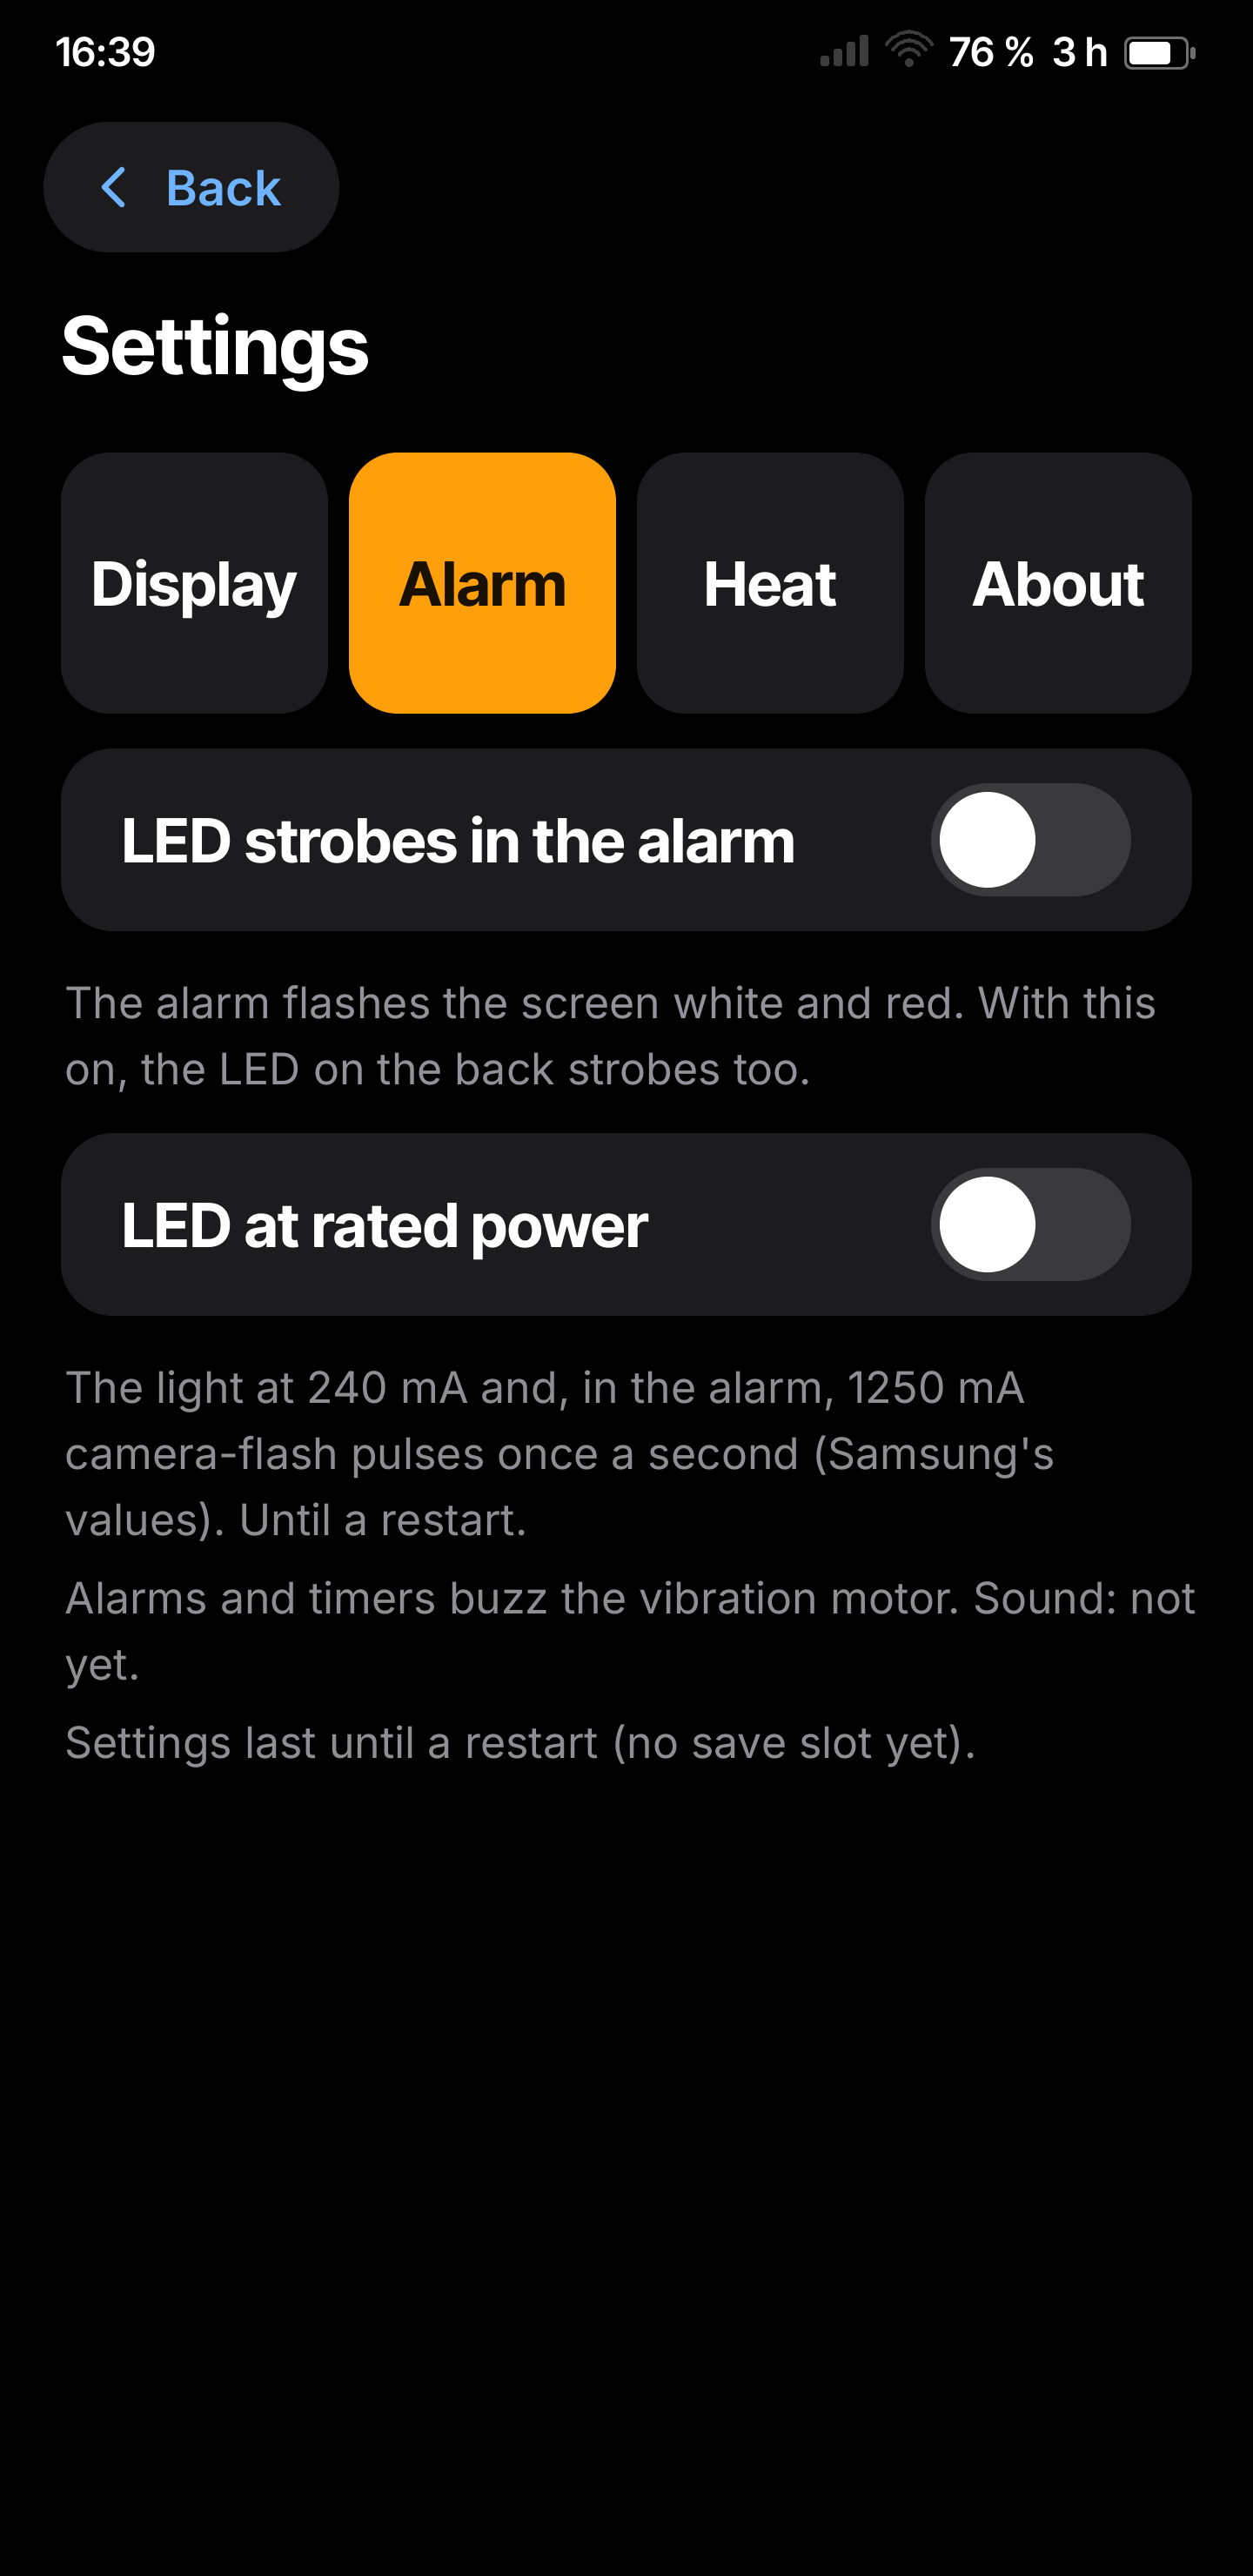 16:39
76 % 3 h
Back
Settings
Display
Alarm
Heat
About
LED strobes in the alarm
The alarm flashes the screen white and red. With this
on, the LED on the back strobes too.
LED at rated power
The light at 240 mA and, in the alarm, 1250 mA
camera-flash pulses once a second (Samsung's
values). Until a restart.
Alarms and timers buzz the vibration motor. Sound: not
yet.
Settings last until a restart (no save slot yet).